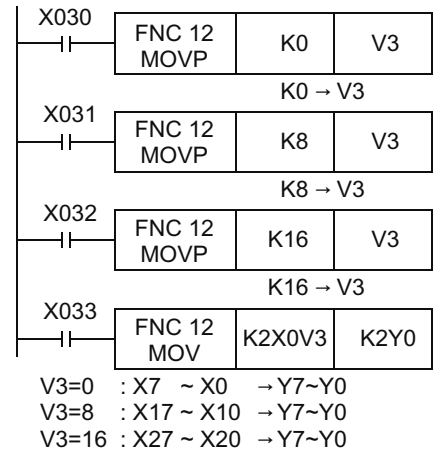 X030
FNC 12
MOVP
K0
V3
K0 → V3
X031
FNC 12
MOVP
K8
V3
K8 → V3
X032
FNC 12
MOVP
K16
V3
K16 → V3
X033
FNC 12
MOV
K2X0V3
K2Y0
V3=0 : X7 ~ X0 → Y7~Y0
V3=8 : X17 ~ X10 → Y7~Y0
V3=16 : X27 ~ X20 → Y7~Y0